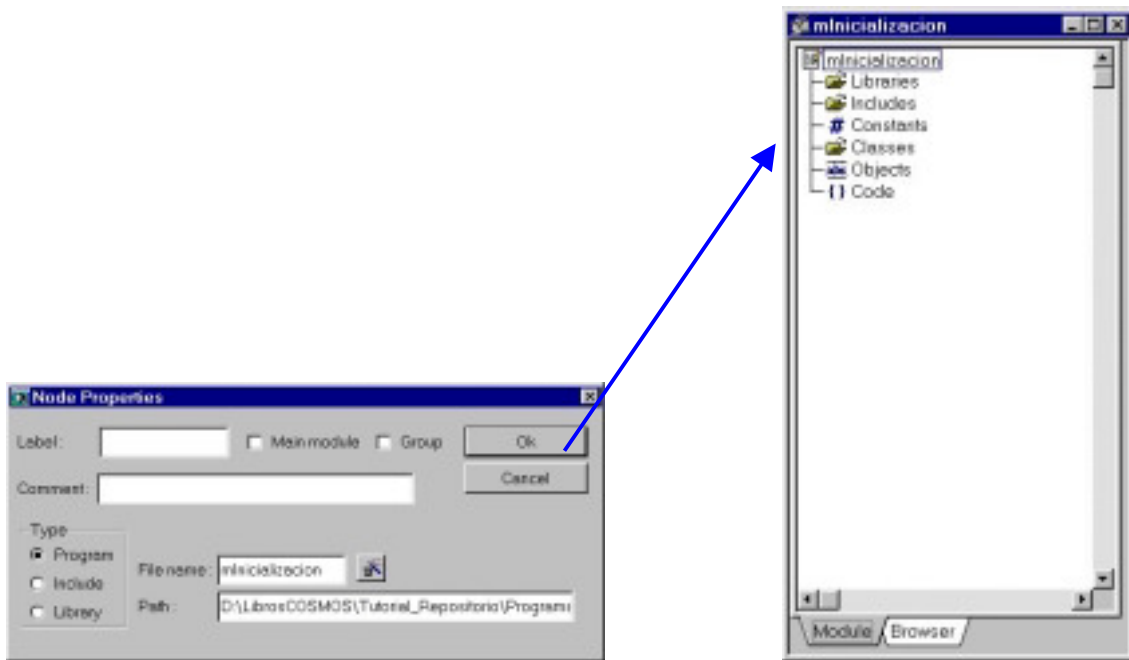 Node Properties
Label:
Main module
Group
Ok
Comment:
Cancel
Type
Program
Include
Library
File name: mInicializacion
Path: D:\LibrosCOSMOS\Tutorial_Repositorio\Program
mInicializacion
mInicializacion
Libraries
Includes
# Constants
Classes
abc Objects
{} Code
Module
Browser